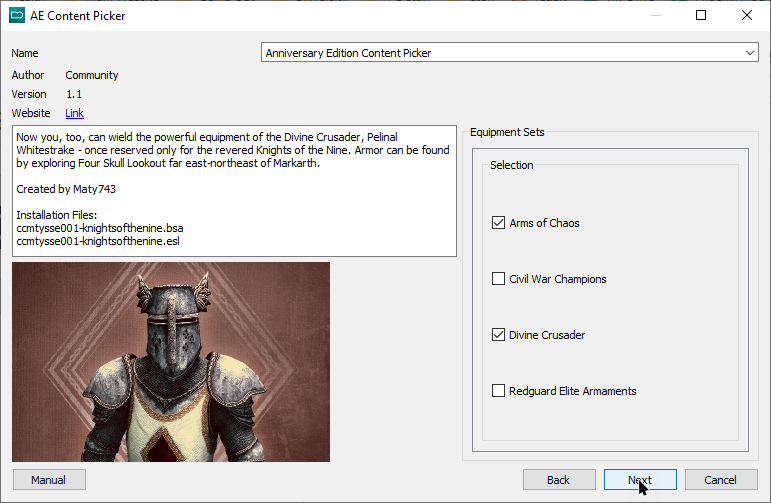 AE Content Picker
Name
Anniversary Edition Content Picker
Author Community
Version 1.1
Website Link
Now you, too, can wield the powerful equipment of the Divine Crusader, Pelinal
Whitestrake - once reserved only for the revered Knights of the Nine. Armor can be found
by exploring Four Skull Lookout far east-northeast of Markarth.
Created by Maty743
Installation Files:
ccmtysse001-knightsofthenine.bsa
ccmtysse001-knightsofthenine.esl
Equipment Sets
Selection
Arms of Chaos
Civil War Champions
Divine Crusader
Redguard Elite Armaments
Manual
Back
Next
Cancel